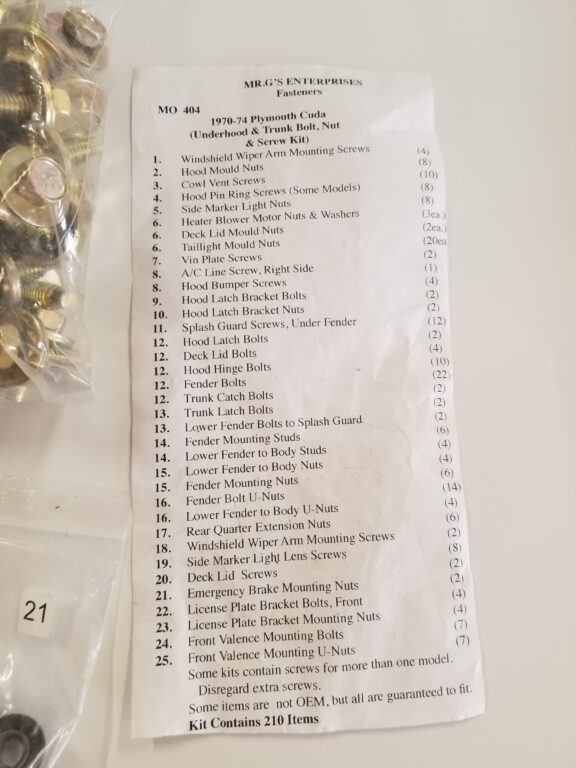 MR.G'S ENTERPRISES
Fasteners
MO 404
1970-74 Plymouth Cuda
(Underhood & Trunk Bolt, Nut
& Screw Kit)
1. Windshield Wiper Arm Mounting Screws (4)
2. Hood Mould Nuts (8)
3. Cowl Vent Screws (10)
4. Hood Pin Ring Screws (Some Models) (8)
5. Side Marker Light Nuts (8)
6. Heater Blower Motor Nuts & Washers (3ea.)
6. Deck Lid Mould Nuts (2ea.)
6. Taillight Mould Nuts (20ea
7. Vin Plate Screws (2)
8. A/C Line Screw, Right Side (1)
8. Hood Bumper Screws (4)
9. Hood Latch Bracket Bolts (2)
10. Hood Latch Bracket Nuts (2)
11. Splash Guard Screws, Under Fender (12)
12. Hood Latch Bolts (2)
12. Deck Lid Bolts (4)
12. Hood Hinge Bolts (10)
12. Fender Bolts (22
12. Trunk Catch Bolts (2)
13. Trunk Latch Bolts (2)
13. Lower Fender Bolts to Splash Guard (2)
14. Fender Mounting Studs (6)
14. Lower Fender to Body Studs (4)
15. Lower Fender to Body Nuts (4)
15. Fender Mounting Nuts (6)
16. Fender Bolt U-Nuts (14)
16. Lower Fender to Body U-Nuts (4)
17. Rear Quarter Extension Nuts (6)
18. Windshield Wiper Arm Mounting Screws (2)
19. Side Marker Light Lens Screws (8)
20. Deck Lid Screws (2)
21. Emergency Brake Mounting Nuts (2)
22. License Plate Bracket Bolts, Front (4)
23. License Plate Bracket Mounting Nuts (4)
24. Front Valence Mounting Bolts (7)
25. Front Valence Mounting U-Nuts (7)
Some kits contain screws for more than one model.
Disregard extra screws.
Some items are not OEM, but all are guaranteed to fit.
Kit Contains 210 Items
21